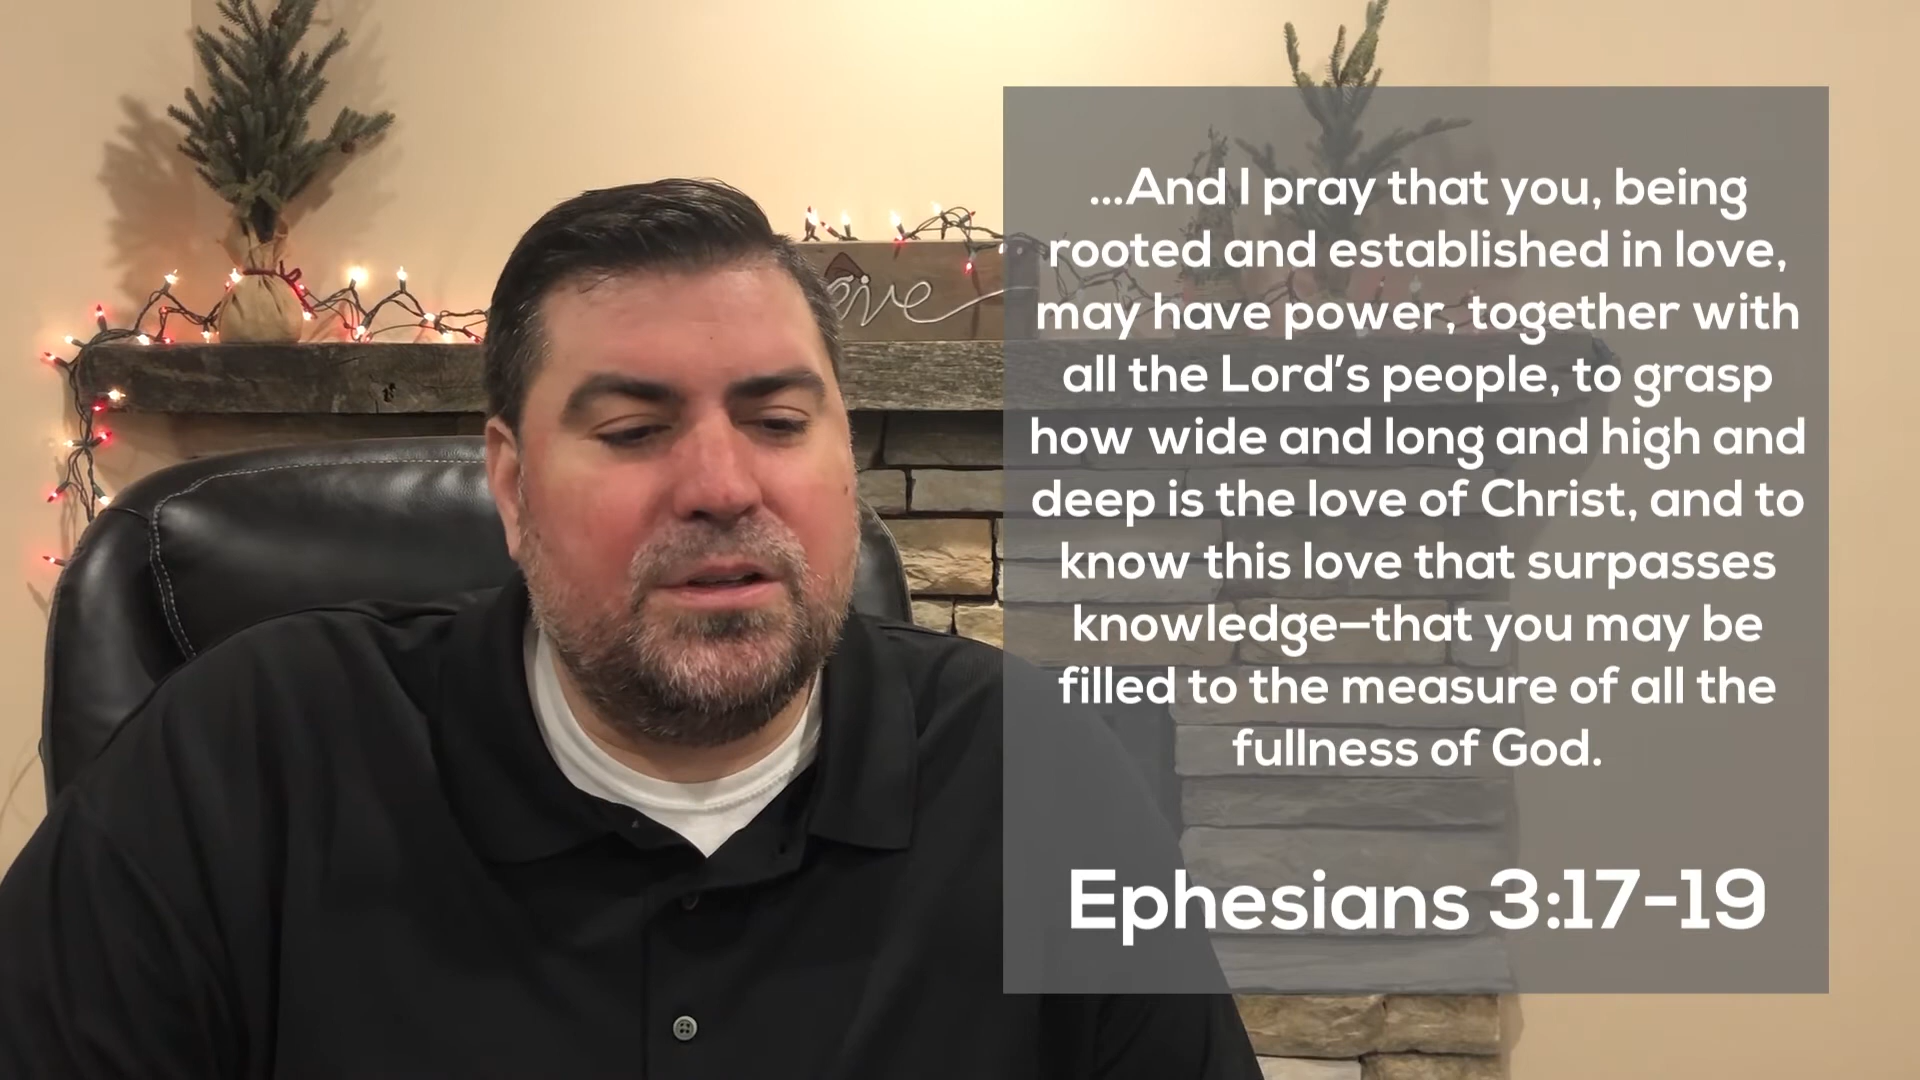 ...And I pray that you, being
rooted and established in love,
may have power, together with
all the Lord's people, to grasp
how wide and long and high and
deep is the love of Christ, and to
know this love that surpasses
knowledge—that you may be
filled to the measure of all the
fullness of God.
Ephesians 3:17-19